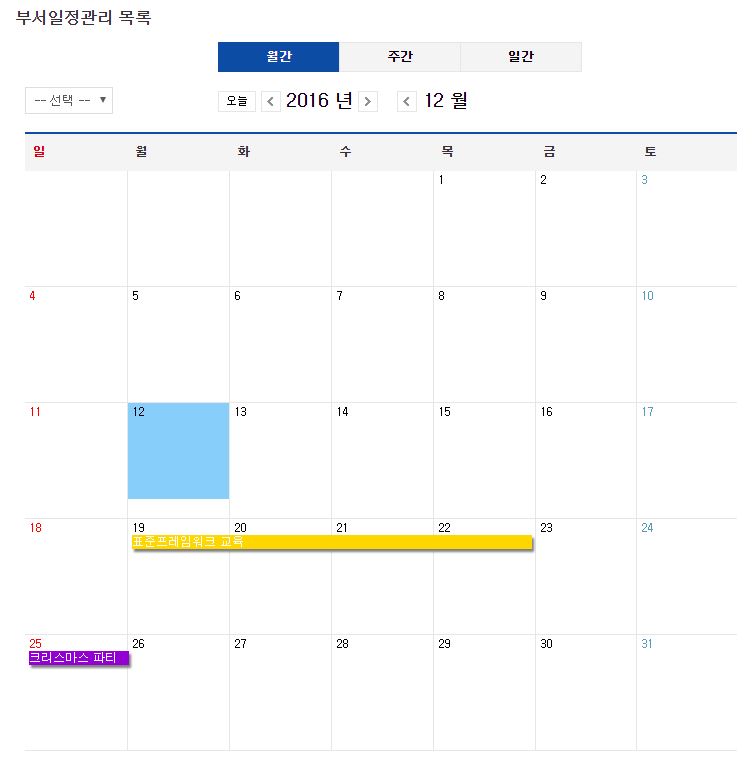 부서일정관리 목록
월간 주간 일간
-- 선택 -- 오늘 2016 년 12 월
일 월 화 수 목 금 토
1 2 3
4 5 6 7 8 9 10
11 12 13 14 15 16 17
18 19 20 21 22 23 24
표준프레임워크 교육
25 26 27 28 29 30 31
크리스마스 파티